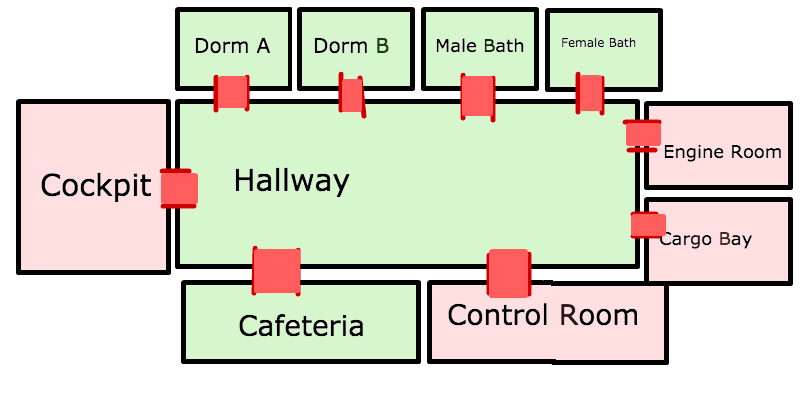 Dorm A
Dorm B
Male Bath
Female Bath
Cockpit
Hallway
Engine Room
Cargo Bay
Cafeteria
Control Room